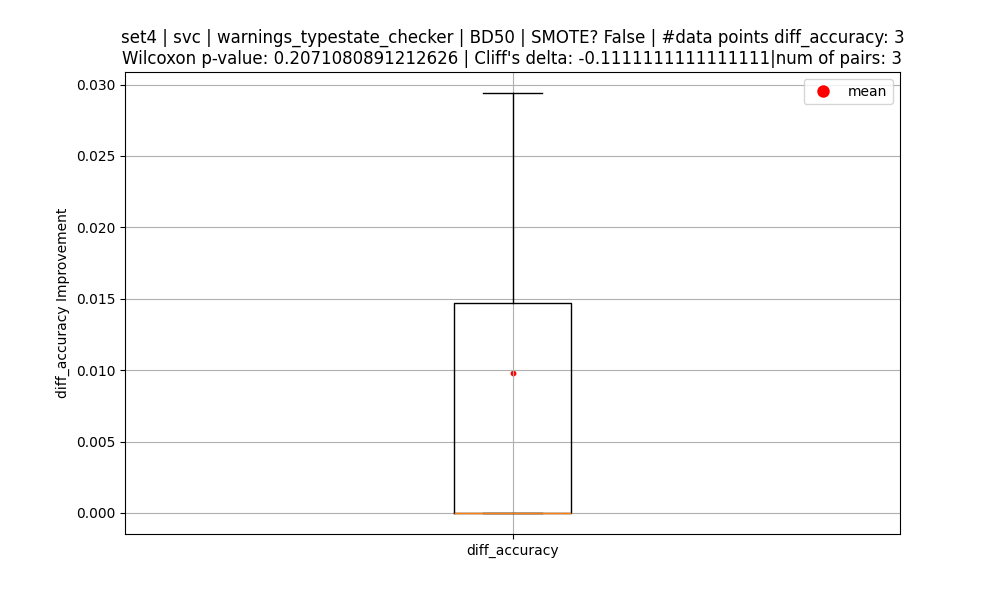 set4 | svc | warnings_typestate_checker | BD50 | SMOTE? False | #data points diff_accuracy: 3
Wilcoxon p-value: 0.2071080891212626 | Cliff's delta: -0.1111111111111111|num of pairs: 3
mean
0.030
0.025
0.020
0.015
0.010
0.005
0.000
diff_accuracy Improvement
diff_accuracy